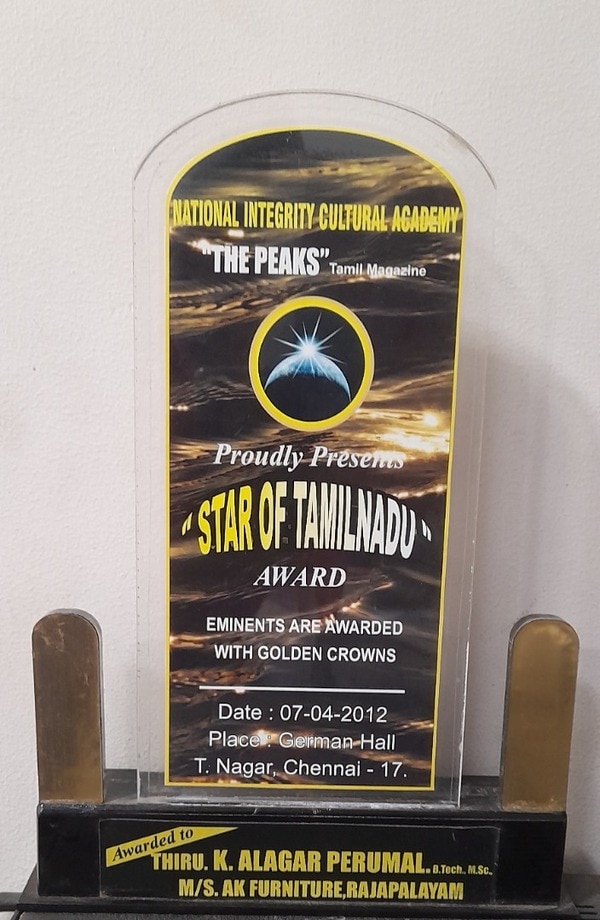 NATIONAL INTEGRITY CULTURAL ACADEMY
"THE PEAKS" Tamil Magazine
Proudly Presents
"STAR OF TAMILNADU"
AWARD
EMINENTS ARE AWARDED
WITH GOLDEN CROWNS
Date : 07-04-2012
Place : German Hall
T. Nagar, Chennai - 17.
Awarded to
THIRU. K. ALAGAR PERUMAL. B.Tech., M.Sc.,
M/S. AK FURNITURE,RAJAPALAYAM